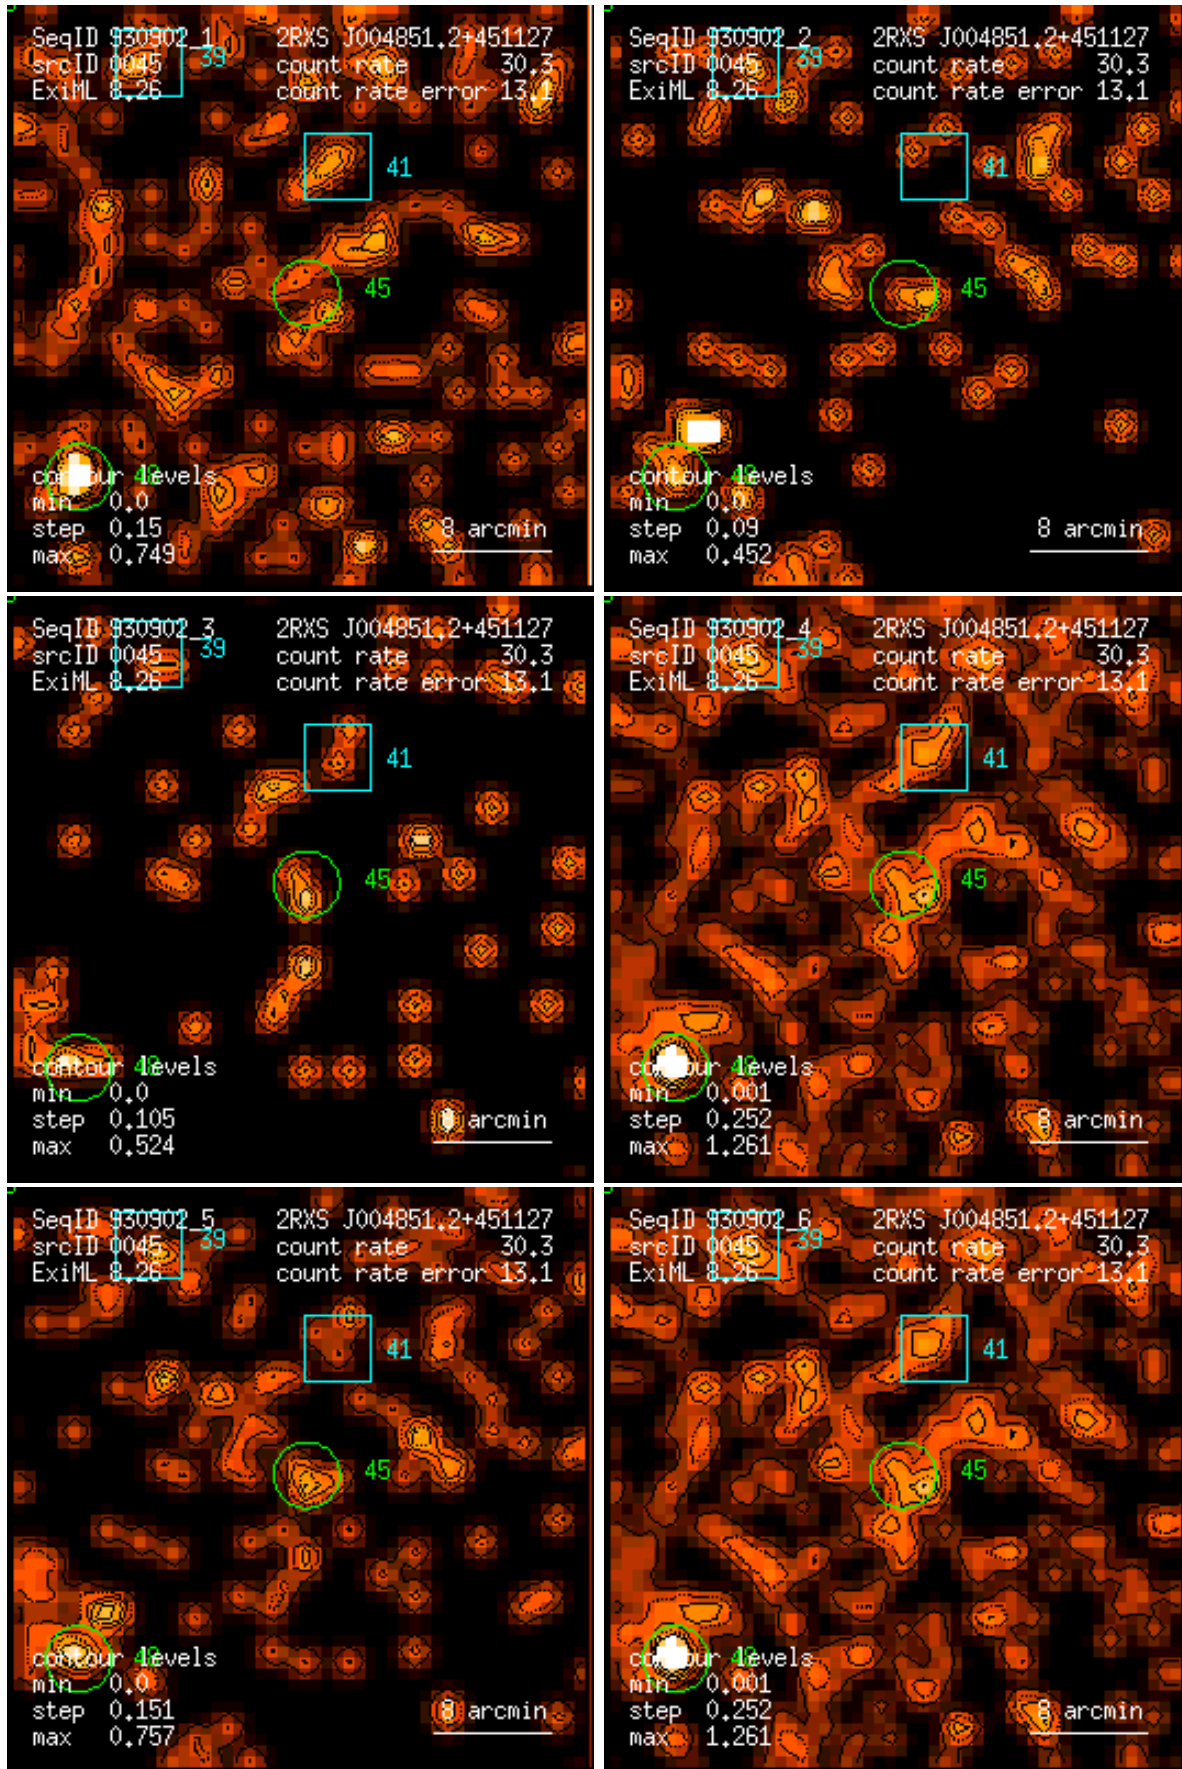 SeqID 930902_1 2RXS J004851.2+451127
srcID 0045 39 count rate 30.3
ExiML 8.26 count rate error 13.1
41
45
contour levels
min 0.0
step 0.15 8 arcmin
max 0.749
SeqID 930902_2 2RXS J004851.2+451127
srcID 0045 39 count rate 30.3
ExiML 8.26 count rate error 13.1
41
45
contour levels
min 0.0
step 0.09 8 arcmin
max 0.452
SeqID 930902_3 2RXS J004851.2+451127
srcID 0045 39 count rate 30.3
ExiML 8.26 count rate error 13.1
41
45
contour levels
min 0.0
step 0.105 8 arcmin
max 0.524
SeqID 930902_4 2RXS J004851.2+451127
srcID 0045 39 count rate 30.3
ExiML 8.26 count rate error 13.1
41
45
contour levels
min 0.001
step 0.252 8 arcmin
max 1.261
SeqID 930902_5 2RXS J004851.2+451127
srcID 0045 39 count rate 30.3
ExiML 8.26 count rate error 13.1
41
45
contour levels
min 0.0
step 0.151 8 arcmin
max 0.757
SeqID 930902_6 2RXS J004851.2+451127
srcID 0045 39 count rate 30.3
ExiML 8.26 count rate error 13.1
41
45
contour levels
min 0.001
step 0.252 8 arcmin
max 1.261